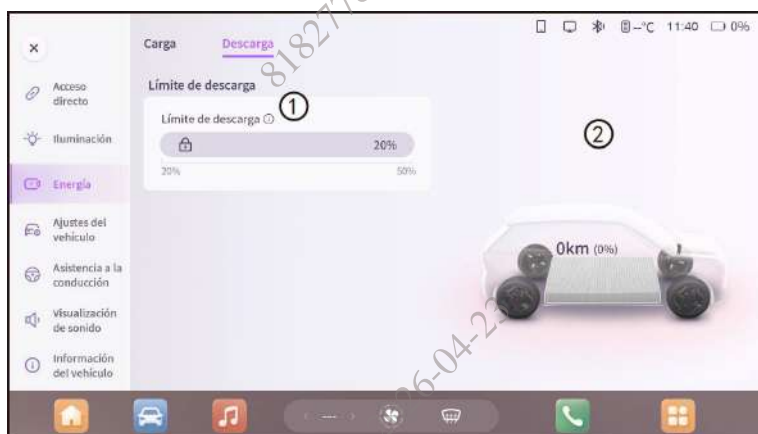 --°C 11:40 0%
Carga Descarga
Acceso
directo
Iluminación
Energía
Ajustes del
vehículo
Asistencia a la
conducción
Visualización
de sonido
Información
del vehículo
Límite de descarga
Límite de descarga
1
20%
20% 50%
2
0km (0%)